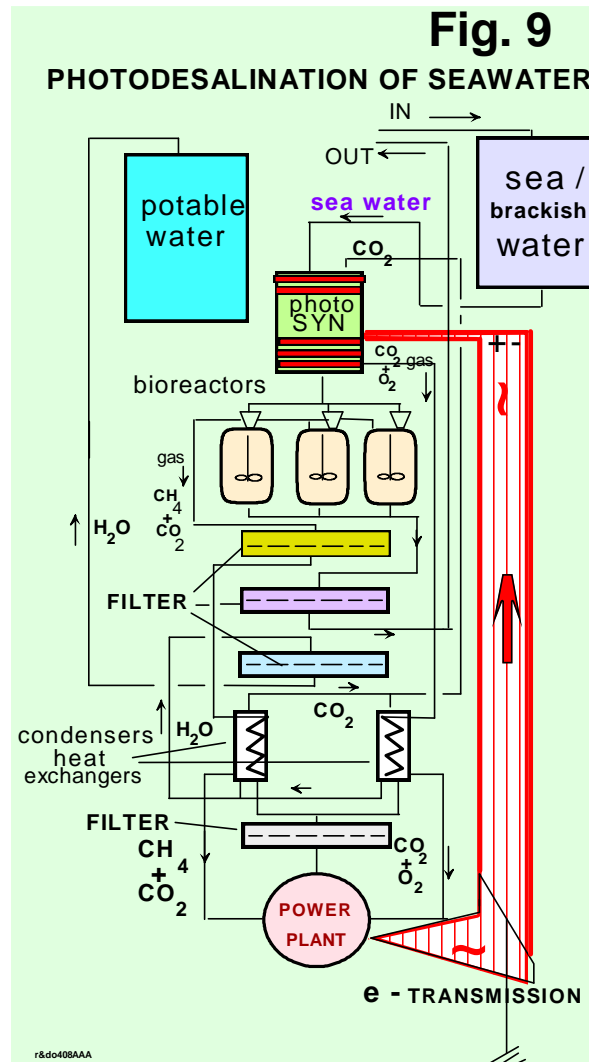 Fig. 9
PHOTODESALINATION OF SEAWATER
IN
OUT
potable
water
sea /
brackish
water
sea water
CO2
photo
SYN
+ -
CO2 gas
+
O2
bioreactors
~
gas
CH4
+
CO2
H2O
FILTER
CO2
H2O
condensers
heat
exchangers
FILTER
CH4
+
CO2
CO2
+
O2
POWER
PLANT
~
e - TRANSMISSION
r&do408AAA